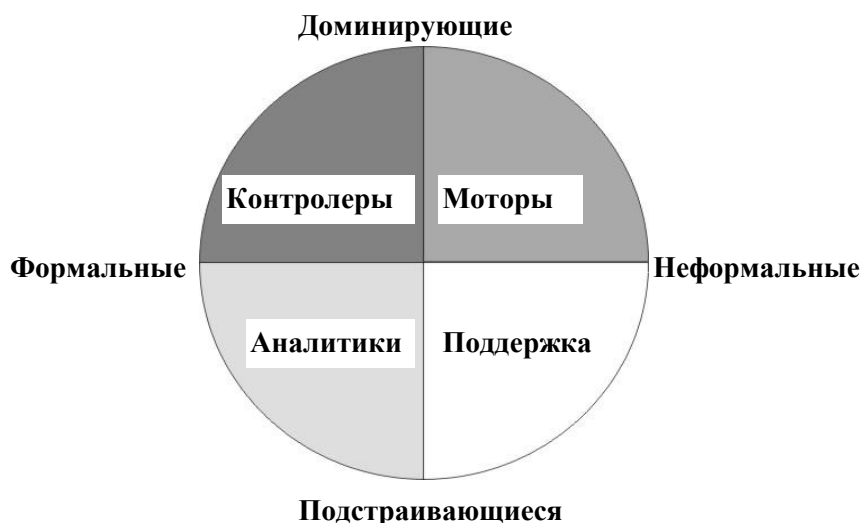 Доминирующие
Контролеры Моторы
Формальные Неформальные
Аналитики Поддержка
Подстраивающиеся